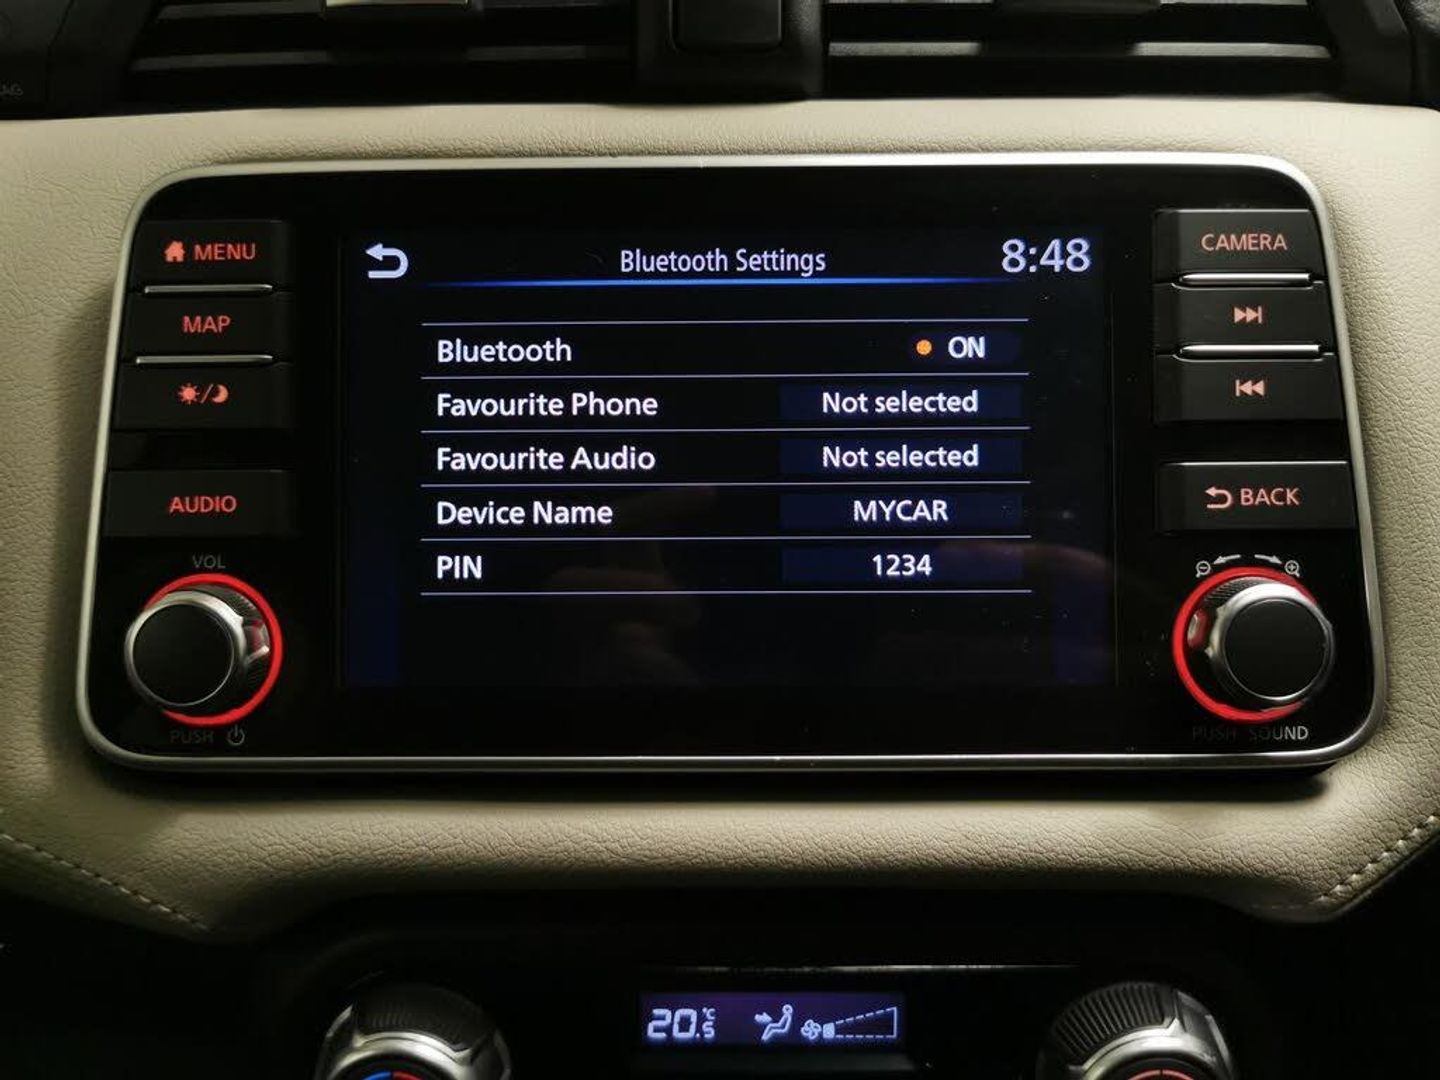 MENU
MAP
AUDIO
VOL
PUSH
Bluetooth Settings
8:48
Bluetooth ON
Favourite Phone Not selected
Favourite Audio Not selected
Device Name MYCAR
PIN 1234
CAMERA
BACK
PUSH SOUND
20.5°C